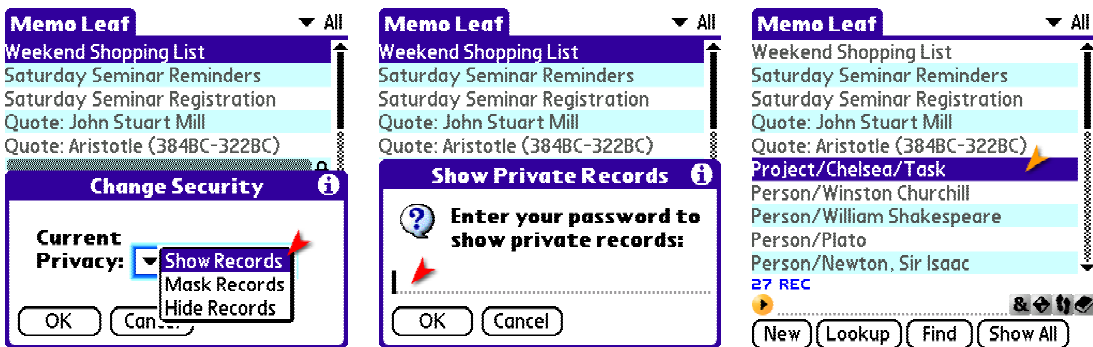 Memo Leaf
All
Weekend Shopping List
Saturday Seminar Reminders
Saturday Seminar Registration
Quote: John Stuart Mill
Quote: Aristotle (384BC-322BC)
Change Security
Current
Privacy:
Show Records
Mask Records
Hide Records
OK
Memo Leaf
All
Weekend Shopping List
Saturday Seminar Reminders
Saturday Seminar Registration
Quote: John Stuart Mill
Quote: Aristotle (384BC-322BC)
Show Private Records
Enter your password to
show private records:
OK Cancel
Memo Leaf
All
Weekend Shopping List
Saturday Seminar Reminders
Saturday Seminar Registration
Quote: John Stuart Mill
Quote: Aristotle (384BC-322BC)
Project/Chelsea/Task
Person/Winston Churchill
Person/William Shakespeare
Person/Plato
Person/Newton, Sir Isaac
27 REC
&
New Lookup Find Show All